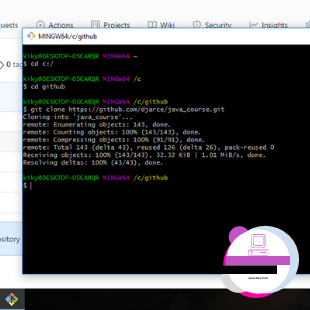 uests Actions Projects Wiki Security Insights
MINGW64:/c/github
0 tag
kiky@DESKTOP-OSCARQR MINGW64 ~
$ cd c:/
kiky@DESKTOP-OSCARQR MINGW64 /c
$ cd github
kiky@DESKTOP-OSCARQR MINGW64 /c/github
$ git clone https://github.com/djarce/java_course.git
Cloning into 'java_course'...
remote: Enumerating objects: 143, done.
remote: Counting objects: 100% (143/143), done.
remote: Compressing objects: 100% (91/91), done.
remote: Total 143 (delta 43), reused 126 (delta 26), pack-reused 0
Receiving objects: 100% (143/143), 32.32 KiB | 1.01 MiB/s, done.
Resolving deltas: 100% (43/43), done.
kiky@DESKTOP-OSCARQR MINGW64 /c/github
$
sitory